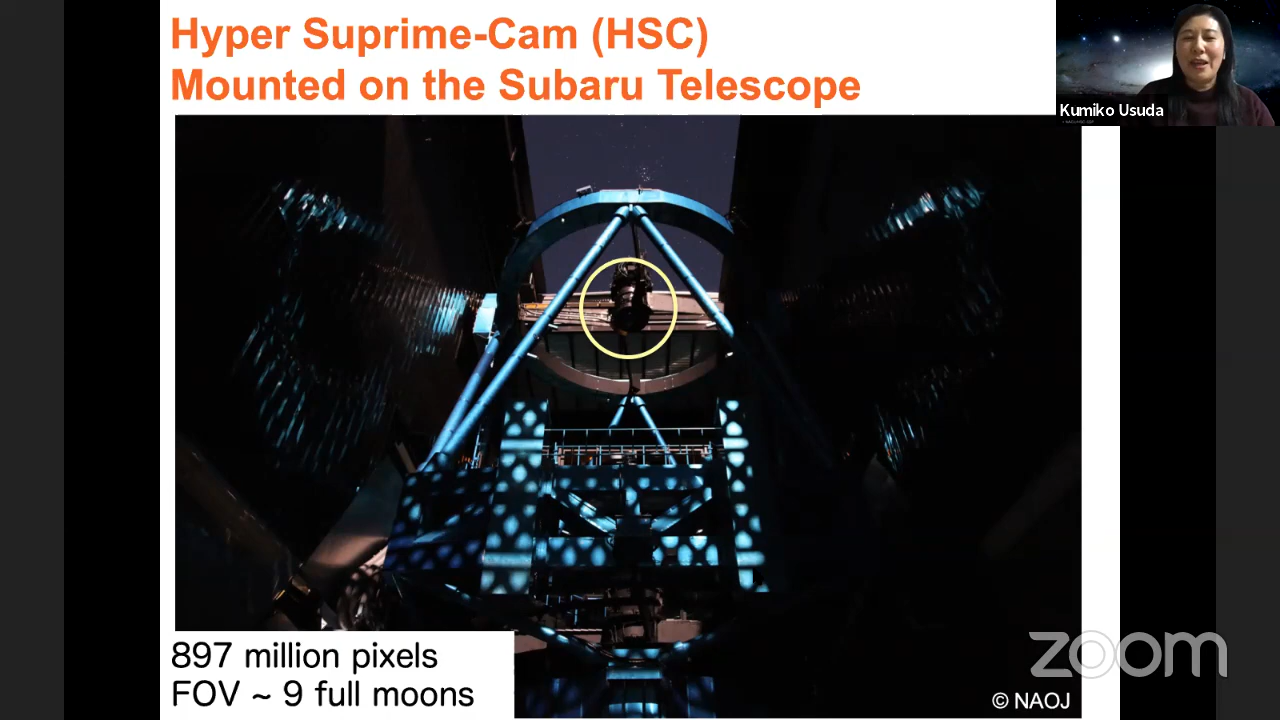 Hyper Suprime-Cam (HSC)
Mounted on the Subaru Telescope
Kumiko Usuda
897 million pixels
FOV ~ 9 full moons
zoom
© NAOJ